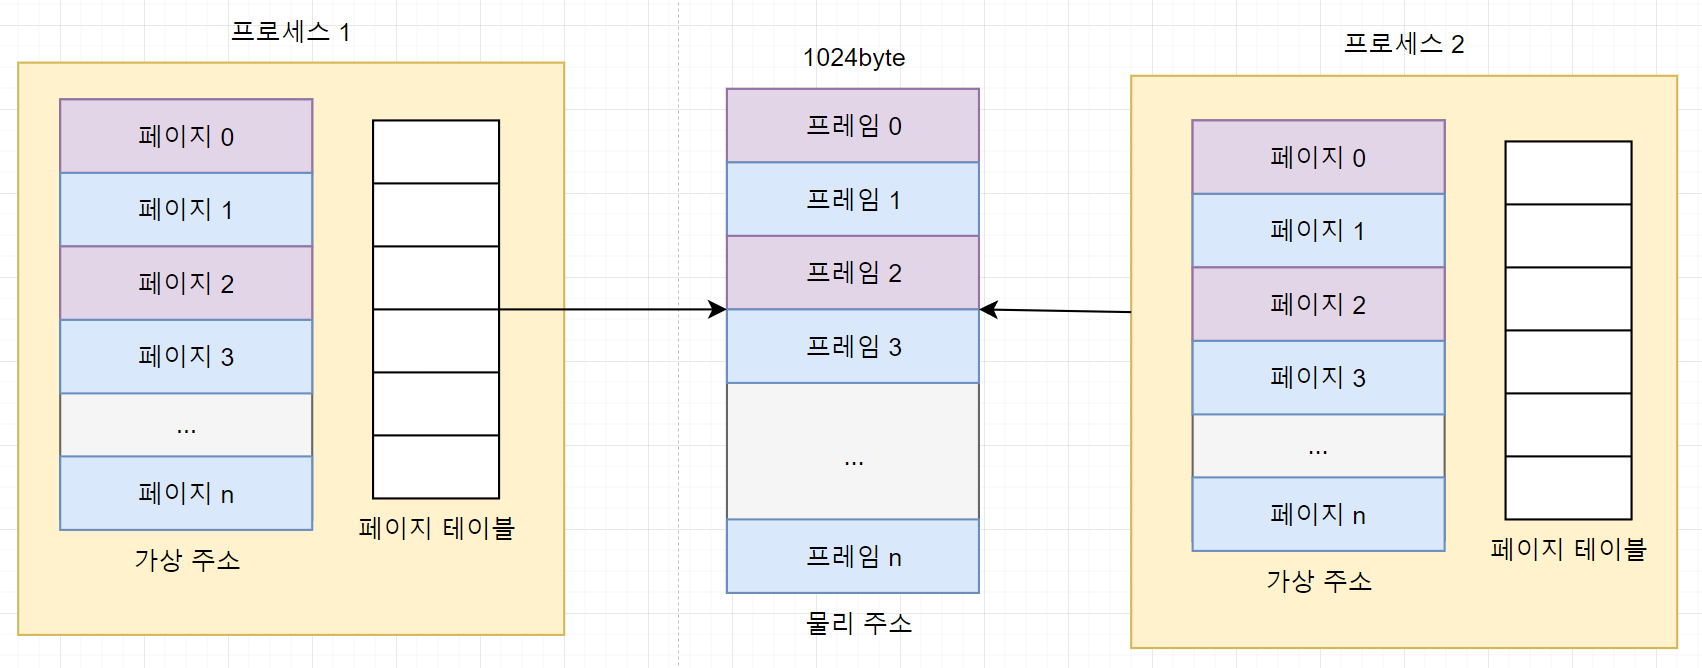 프로세스 1
페이지 0
페이지 1
페이지 2
페이지 3
...
페이지 n
가상 주소
페이지 테이블
1024byte
프레임 0
프레임 1
프레임 2
프레임 3
...
프레임 n
물리 주소
프로세스 2
페이지 0
페이지 1
페이지 2
페이지 3
...
페이지 n
가상 주소
페이지 테이블